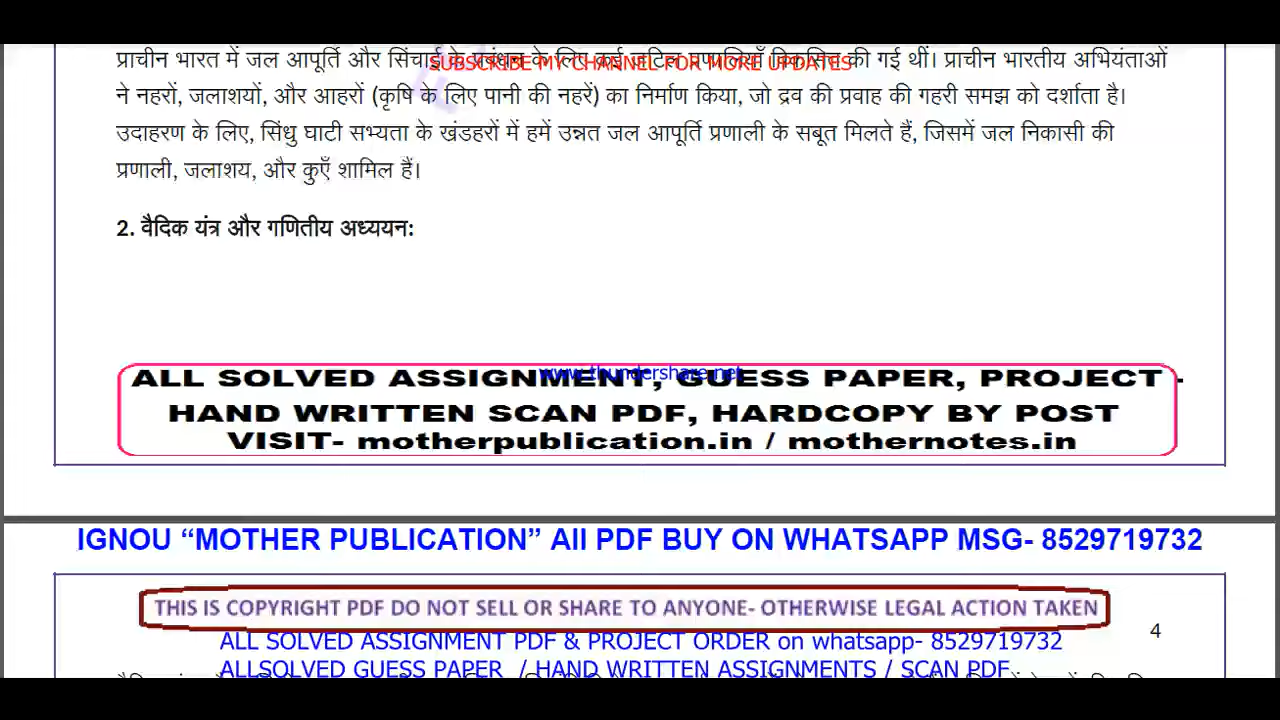 प्राचीन भारत में जल आपूर्ति और सिंचाई के प्रबंधन के लिए कई जटिल प्रणालियाँ विकसित की गई थीं। प्राचीन भारतीय अभियंताओं
SUBSCRIBE MY CHANNEL FOR MORE UPDATES
ने नहरों, जलाशयों, और आहरों (कृषि के लिए पानी की नहरें) का निर्माण किया, जो द्रव की प्रवाह की गहरी समझ को दर्शाता है।
उदाहरण के लिए, सिंधु घाटी सभ्यता के खंडहरों में हमें उन्नत जल आपूर्ति प्रणाली के सबूत मिलते हैं, जिसमें जल निकासी की
प्रणाली, जलाशय, और कुएँ शामिल हैं।
2. वैदिक यंत्र और गणितीय अध्ययन:
www.thundershare.net
ALL SOLVED ASSIGNMENT, GUESS PAPER, PROJECT -
HAND WRITTEN SCAN PDF, HARDCOPY BY POST
VISIT- motherpublication.in / mothernotes.in
IGNOU “MOTHER PUBLICATION” All PDF BUY ON WHATSAPP MSG- 8529719732
THIS IS COPYRIGHT PDF DO NOT SELL OR SHARE TO ANYONE- OTHERWISE LEGAL ACTION TAKEN
4
ALL SOLVED ASSIGNMENT PDF & PROJECT ORDER on whatsapp- 8529719732
ALLSOLVED GUESS PAPER / HAND WRITTEN ASSIGNMENTS / SCAN PDF